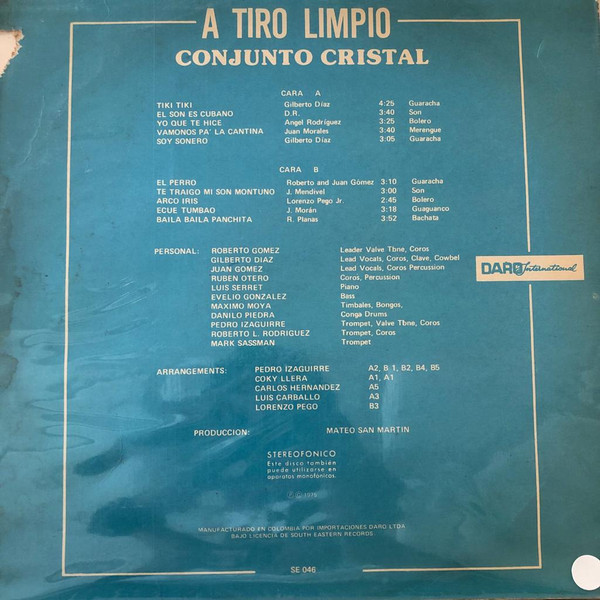 A TIRO LIMPIO
CONJUNTO CRISTAL
CARA A
TIKI TIKI Gilberto Díaz 4:25 Guaracha
EL SON ES CUBANO D.R. 3:40 Son
YO QUE TE HICE Angel Rodríguez 3:25 Bolero
VAMONOS PA' LA CANTINA Juan Morales 3:40 Merengue
SOY SONERO Gilberto Díaz 3:05 Guaracha
CARA B
EL PERRO Roberto and Juan Gómez 3:10 Guaracha
TE TRAIGO MI SON MONTUNO J. Mendivel 3:00 Son
ARCO IRIS Lorenzo Pego Jr. 2:45 Bolero
ECUE TUMBAO J. Morán 3:18 Guaguanco
BAILA BAILA PANCHITA R. Planas 3:52 Bachata
PERSONAL: ROBERTO GOMEZ Leader Valve Tbne, Coros
GILBERTO DIAZ Lead Vocals, Coros, Clave, Cowbel
JUAN GOMEZ Lead Vocals, Coros Percussion
RUBEN OTERO Coros, Percussion
LUIS SERRET Piano
EVELIO GONZALEZ Bass
MAXIMO MOYA Timbales, Bongos,
DANILO PIEDRA Conga Drums
PEDRO IZAGUIRRE Trompet, Valve Tbne, Coros
ROBERTO L. RODRIGUEZ Trompet, Coros
MARK SASSMAN Trompet
DARO International
ARRANGEMENTS: PEDRO IZAGUIRRE A2, B 1, B2, B4, B5
COKY LLERA A1, A1
CARLOS HERNANDEZ A5
LUIS CARBALLO A3
LORENZO PEGO B3
PRODUCCION: MATEO SAN MARTIN
STEREOFONICO
Este disco también
puede utilizarse en
aparatos monofónicos.
MANUFACTURADO EN COLOMBIA POR IMPORTACIONES DARO LTDA
BAJO LICENCIA DE SOUTH EASTERN RECORDS
SE 046